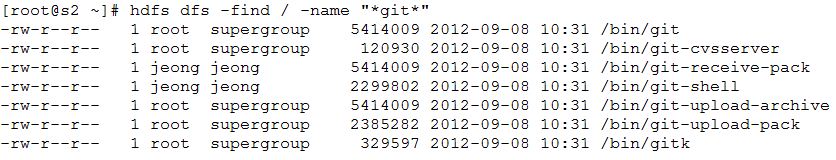 [root@s2 ~]# hdfs dfs -find / -name "*git*"
-rw-r--r-- 1 root supergroup 5414009 2012-09-08 10:31 /bin/git
-rw-r--r-- 1 root supergroup 120930 2012-09-08 10:31 /bin/git-cvsserver
-rw-r--r-- 1 jeong jeong 5414009 2012-09-08 10:31 /bin/git-receive-pack
-rw-r--r-- 1 jeong jeong 2299802 2012-09-08 10:31 /bin/git-shell
-rw-r--r-- 1 root supergroup 5414009 2012-09-08 10:31 /bin/git-upload-archive
-rw-r--r-- 1 root supergroup 2385282 2012-09-08 10:31 /bin/git-upload-pack
-rw-r--r-- 1 root supergroup 329597 2012-09-08 10:31 /bin/gitk